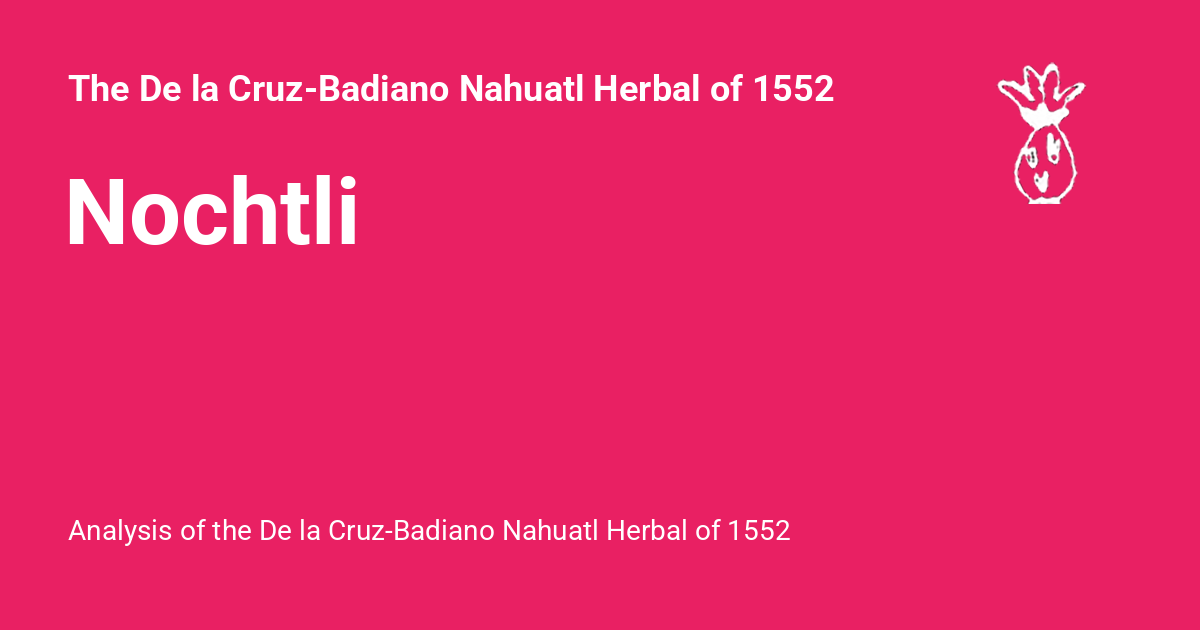 The De la Cruz-Badiano Nahuatl Herbal of 1552
Nochtli
Analysis of the De la Cruz-Badiano Nahuatl Herbal of 1552